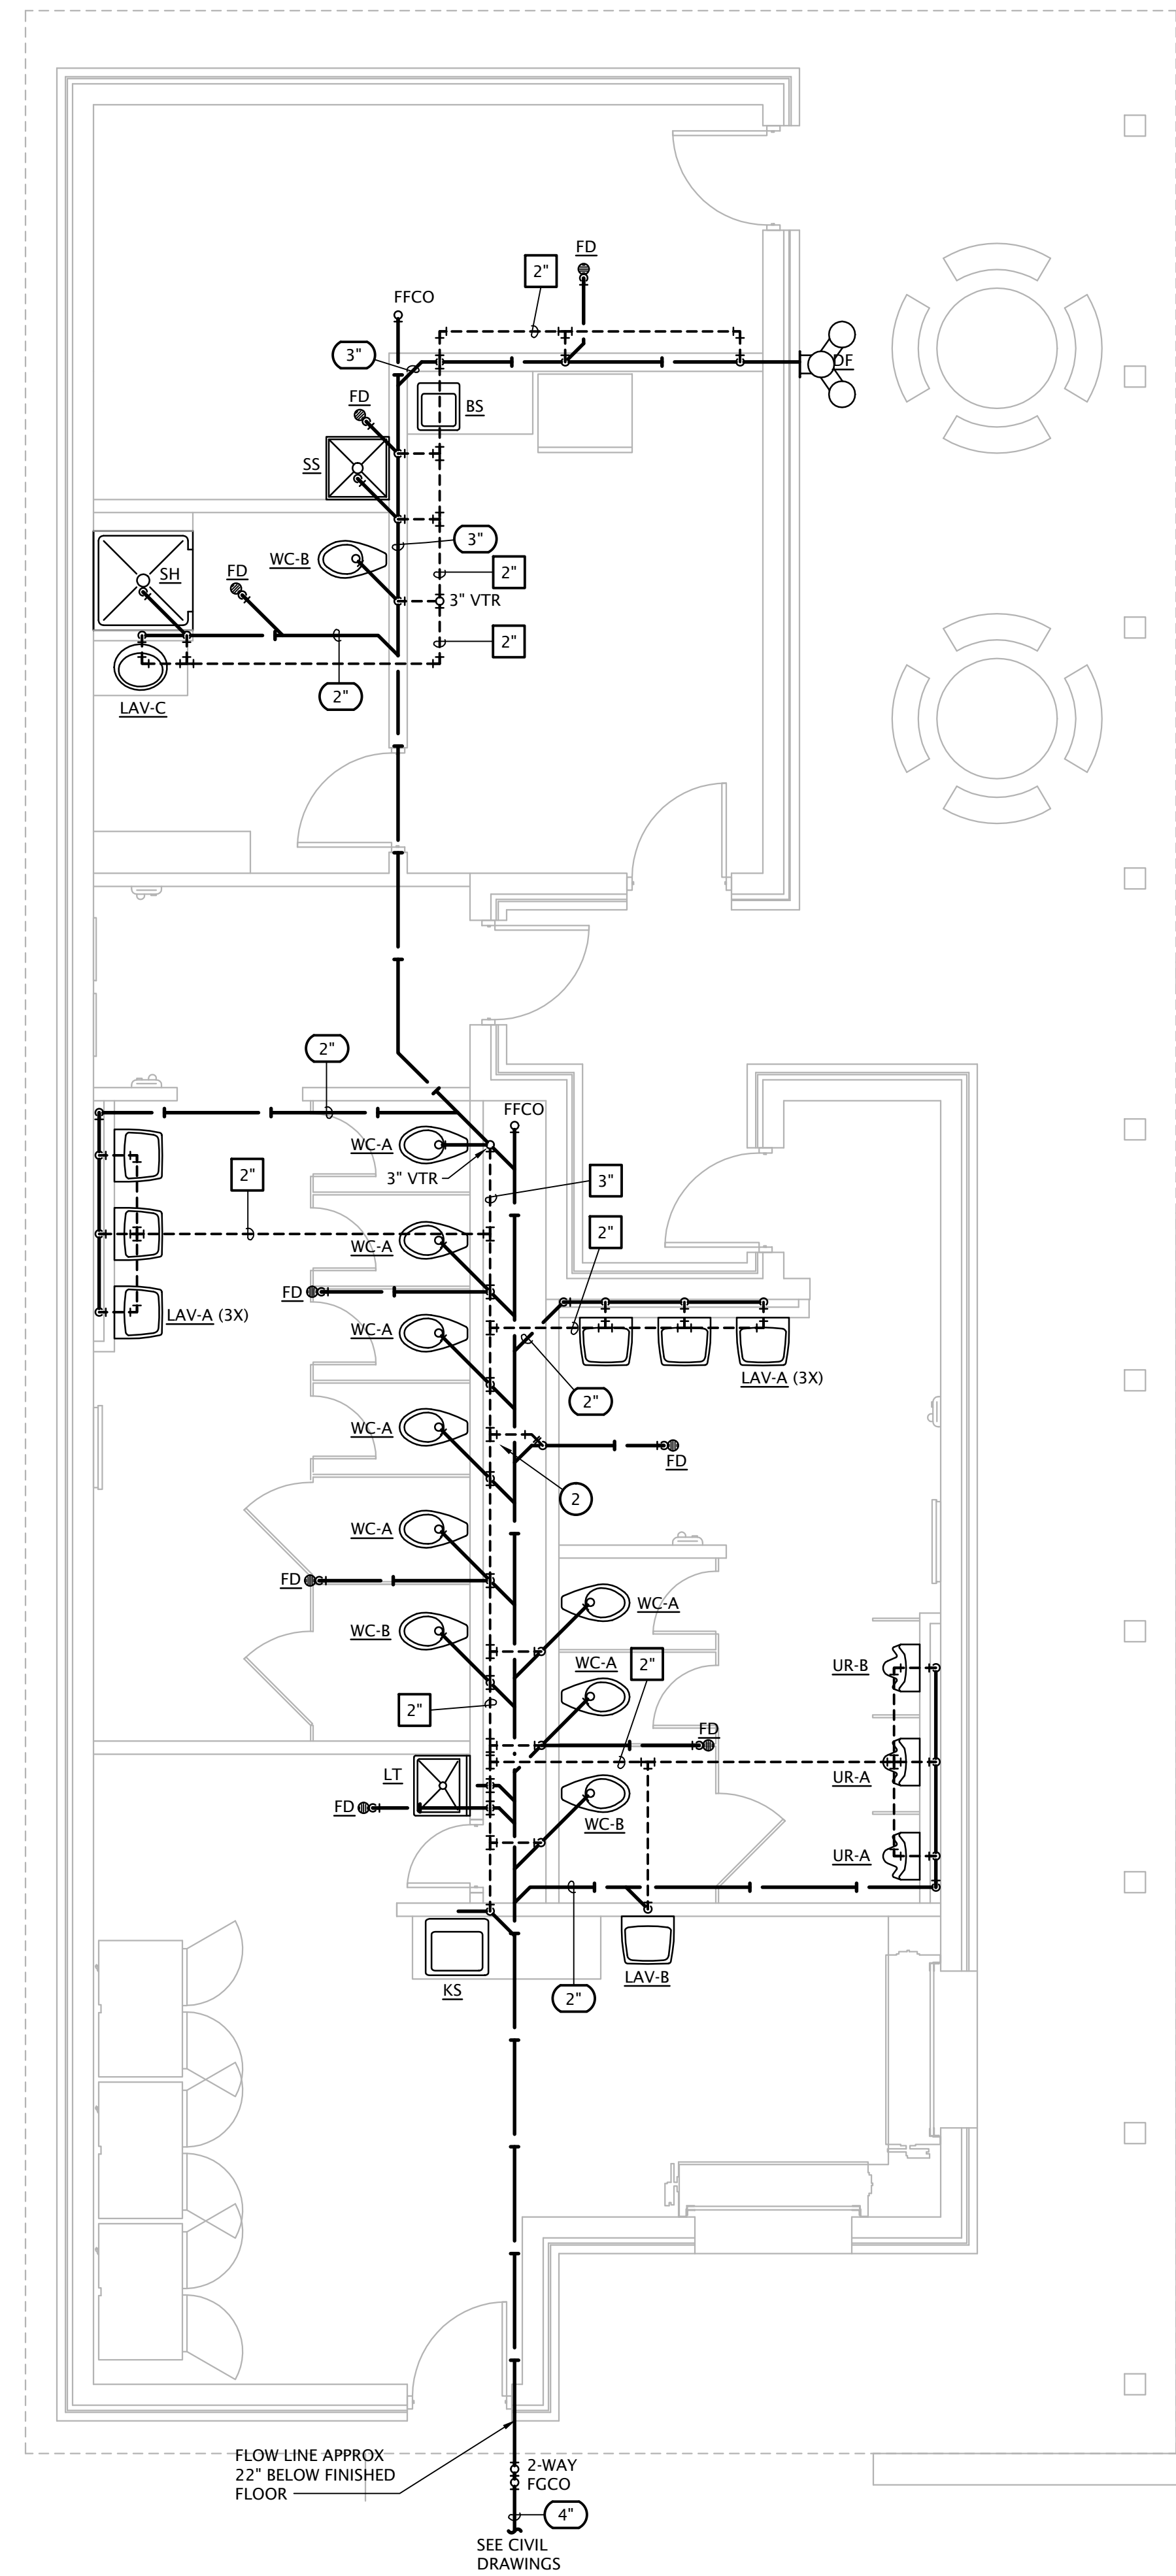 FD
2"
FFCO
3"
DF
FD
BS
SS
3"
WC-B
FD
2"
SH
3" VTR
2"
2"
LAV-C
2"
FFCO
WC-A
2"
3" VTR
3"
2"
WC-A
FD
LAV-A (3X)
WC-A
LAV-A (3X)
2"
WC-A
FD
2
WC-A
FD
WC-A
WC-B
WC-A
2"
UR-B
2"
FD
LT
UR-A
FD
WC-B
UR-A
LAV-B
KS
2"
FLOW LINE APPROX
22" BELOW FINISHED
FLOOR
2-WAY
FGCO
4"
SEE CIVIL
DRAWINGS